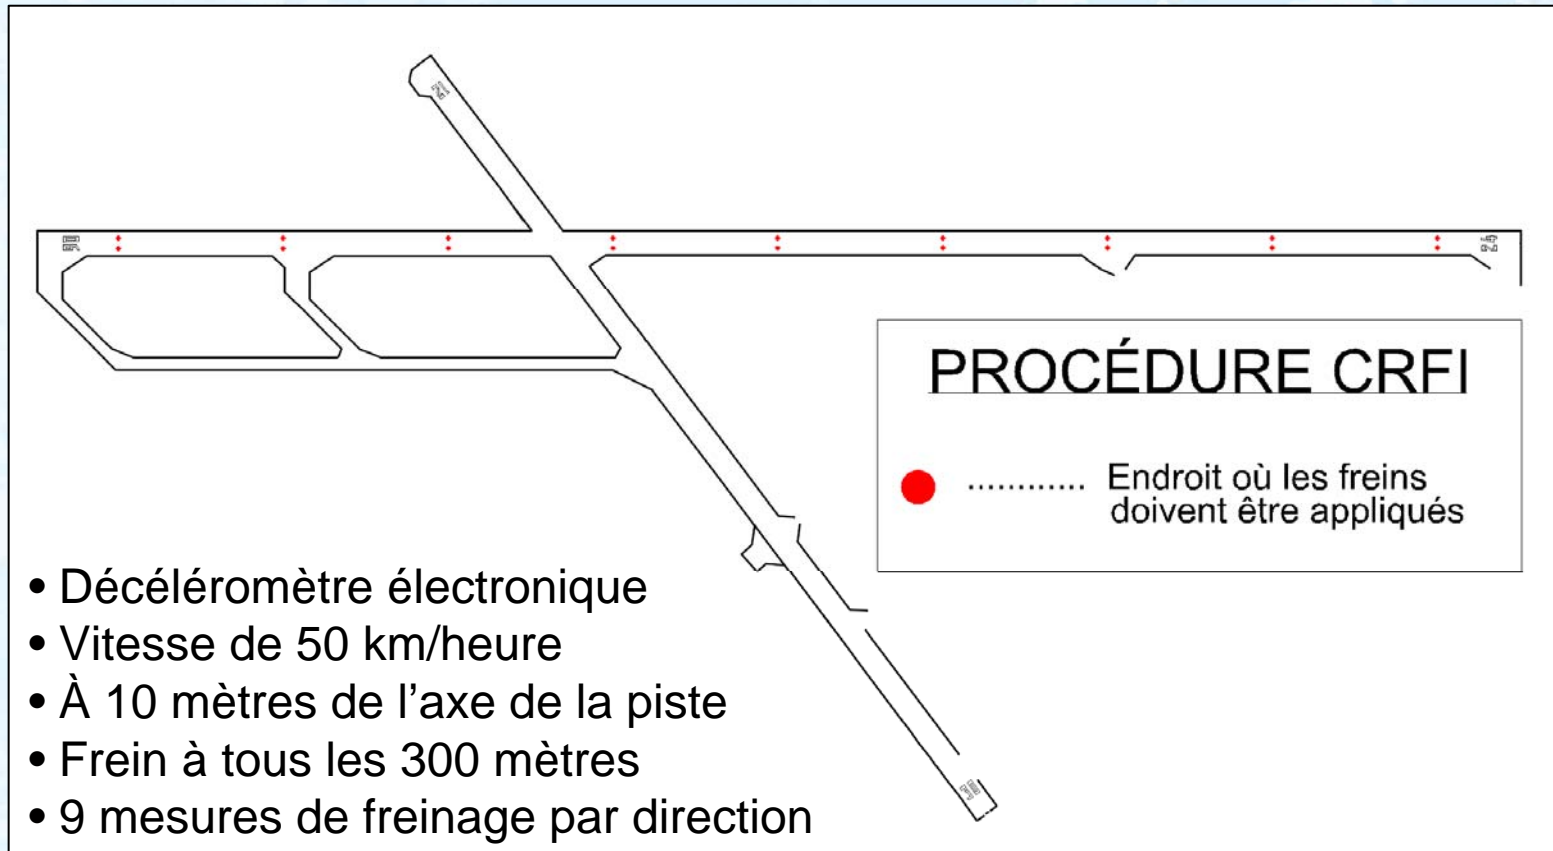 24
PROCÉDURE CRFI
............ Endroit où les freins
doivent être appliqués
• Décéléromètre électronique
• Vitesse de 50 km/heure
• À 10 mètres de l’axe de la piste
• Frein à tous les 300 mètres
• 9 mesures de freinage par direction